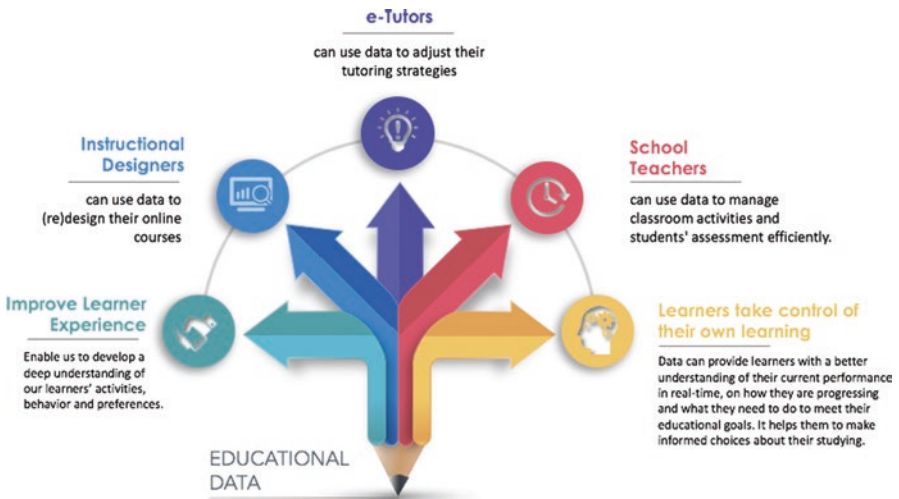 e-Tutors
can use data to adjust their
tutoring strategies
Instructional
Designers
can use data to
(re)design their online
courses
School
Teachers
can use data to manage
classroom activities and
students' assessment efficiently.
Improve Learner
Experience
Enable us to develop a
deep understanding of
our learners' activities,
behavior and preferences.
Learners take control of
their own learning
Data can provide learners with a better
understanding of their current performance
in real-time, on how they are progressing
and what they need to do to meet their
educational goals. It helps them to make
informed choices about their studying.
EDUCATIONAL
DATA